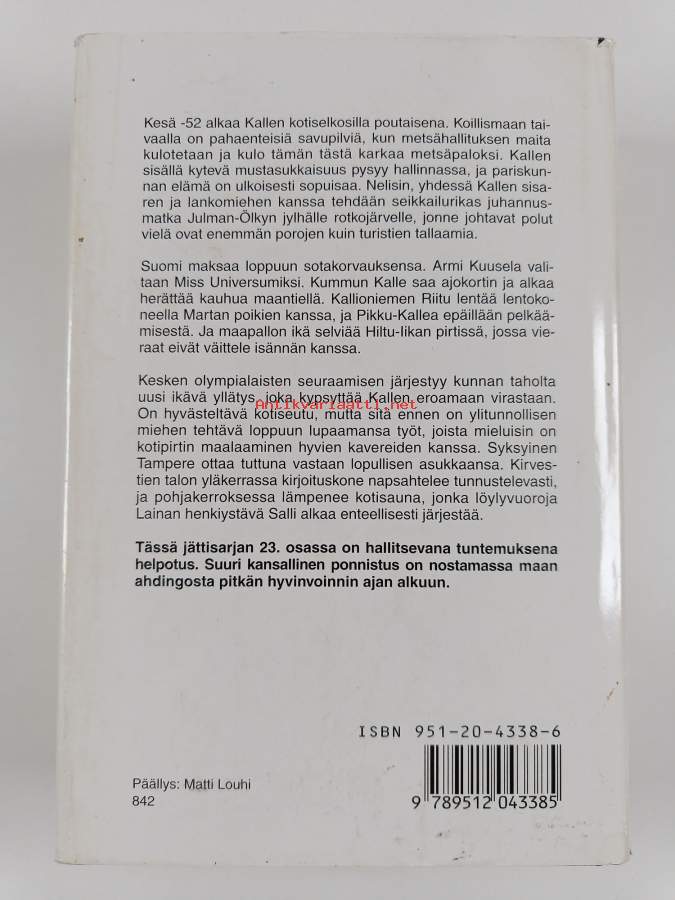 Kesä -52 alkaa Kallen kotiselkosilla poutaisena. Koillismaan tai-
vaalla on pahaenteisiä savupilviä, kun metsähallituksen maita
kulotetaan ja kulo tämän tästä karkaa metsäpaloksi. Kallen
sisällä kytevä mustasukkaisuus pysyy hallinnassa, ja pariskun-
nan elämä on ulkoisesti sopuisaa. Nelisin, yhdessä Kallen sisa-
ren ja lankomiehen kanssa tehdään seikkailurikas juhannus-
matka Julman-Ölkyn jylhälle rotkojärvelle, jonne johtavat polut
vielä ovat enemmän porojen kuin turistien tallaamia.
Suomi maksaa loppuun sotakorvauksensa. Armi Kuusela vali-
taan Miss Universumiksi. Kummun Kalle saa ajokortin ja alkaa
herättää kauhua maantiellä. Kallioniemen Riitu lentää lentoko-
neella Martan poikien kanssa, ja Pikku-Kallea epäillään pelkää-
misestä. Ja maapallon ikä selviää Hiltu-Iikan pirtissä, jossa vie-
raat eivät väittele isännän kanssa.
Kesken olympialaisten seuraamisen järjestyy kunnan taholta
uusi ikävä yllätys, joka kypsyttää Kallen eroamaan virastaan.
Antikvariaatti.net
On hyvästeltävä kotiseutu, mutta sitä ennen on ylitunnollisen
miehen tehtävä loppuun lupaamansa työt, joista mieluisin on
kotipirtin maalaaminen hyvien kavereiden kanssa. Syksyinen
Tampere ottaa tuttuna vastaan lopullisen asukkaansa. Kirves-
tien talon yläkerrassa kirjoituskone napsahtelee tunnustelevasti,
ja pohjakerroksessa lämpenee kotisauna, jonka löylyvuoroja
Lainan henkiystävä Salli alkaa enteellisesti järjestää.
Tässä jättisarjan 23. osassa on hallitsevana tuntemuksena
helpotus. Suuri kansallinen ponnistus on nostamassa maan
ahdingosta pitkän hyvinvoinnin ajan alkuun.
ISBN 951-20-4338-6
Päällys: Matti Louhi
842
9 789512 043385